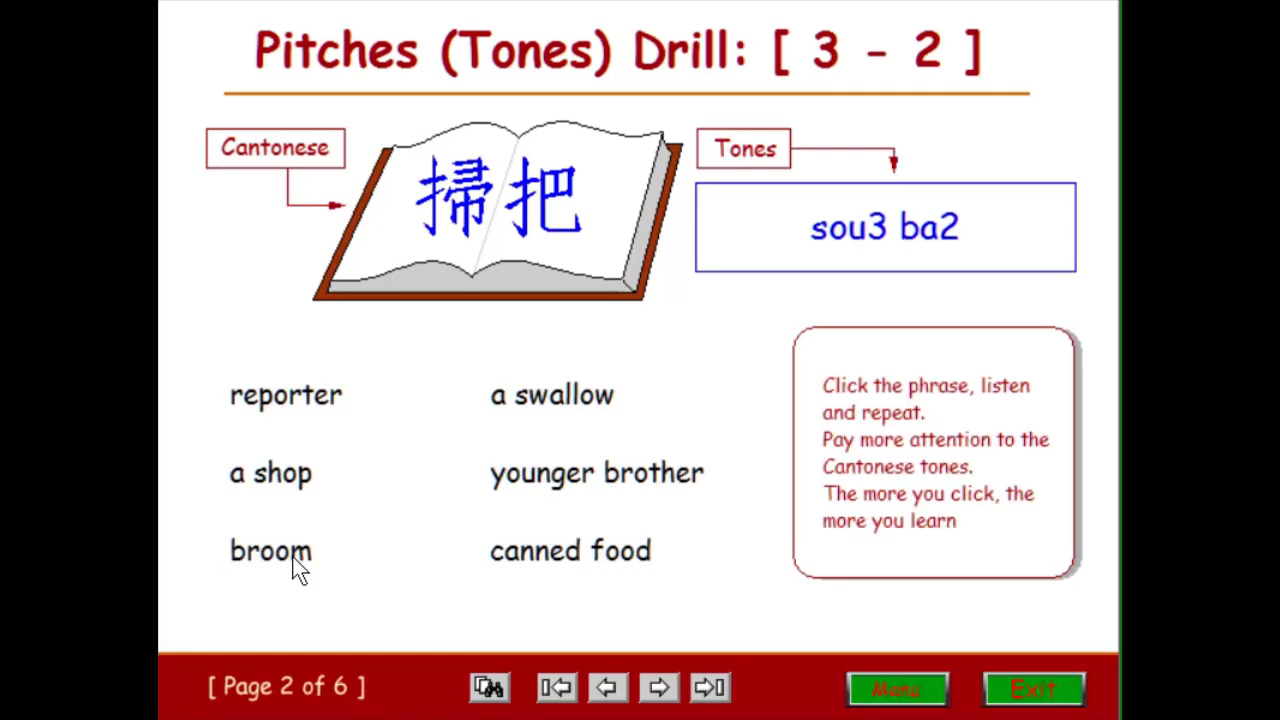 Pitches (Tones) Drill: [ 3 - 2 ]
Cantonese
掃把
Tones
sou3 ba2
reporter
a swallow
a shop
younger brother
broom
canned food
Click the phrase, listen
and repeat.
Pay more attention to the
Cantonese tones.
The more you click, the
more you learn
[ Page 2 of 6 ]
Menu
Exit